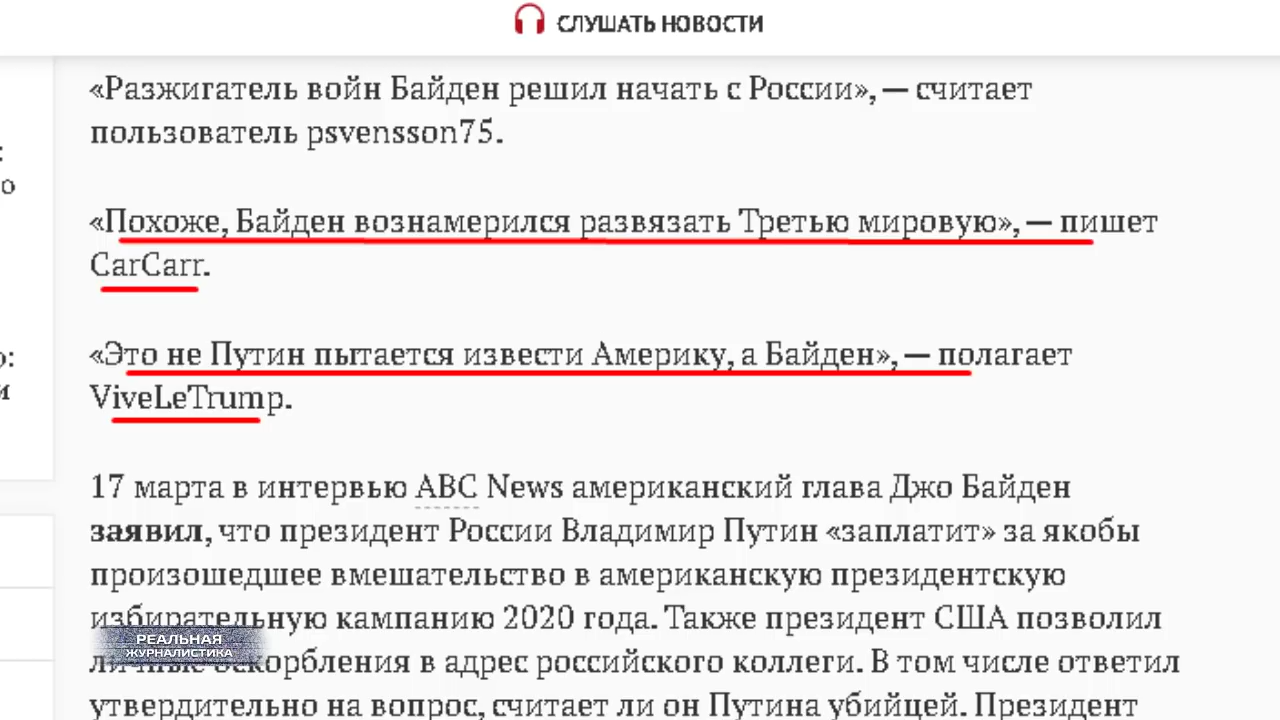 СЛУШАТЬ НОВОСТИ
«Разжигатель войн Байден решил начать с России», — считает
пользователь psvensson75.
:
о
«Похоже, Байден вознамерился развязать Третью мировую», — пишет
CarCarr.
о:
и
«Это не Путин пытается извести Америку, а Байден», — полагает
ViveLeTrump.
17 марта в интервью ABC News американский глава Джо Байден
заявил, что президент России Владимир Путин «заплатит» за якобы
произошедшее вмешательство в американскую президентскую
избирательную кампанию 2020 года. Также президент США позволил
оскорбления в адрес российского коллеги. В том числе ответил
утвердительно на вопрос, считает ли он Путина убийцей. Президент
РЕАЛЬНАЯ
ЖУРНАЛИСТИКА